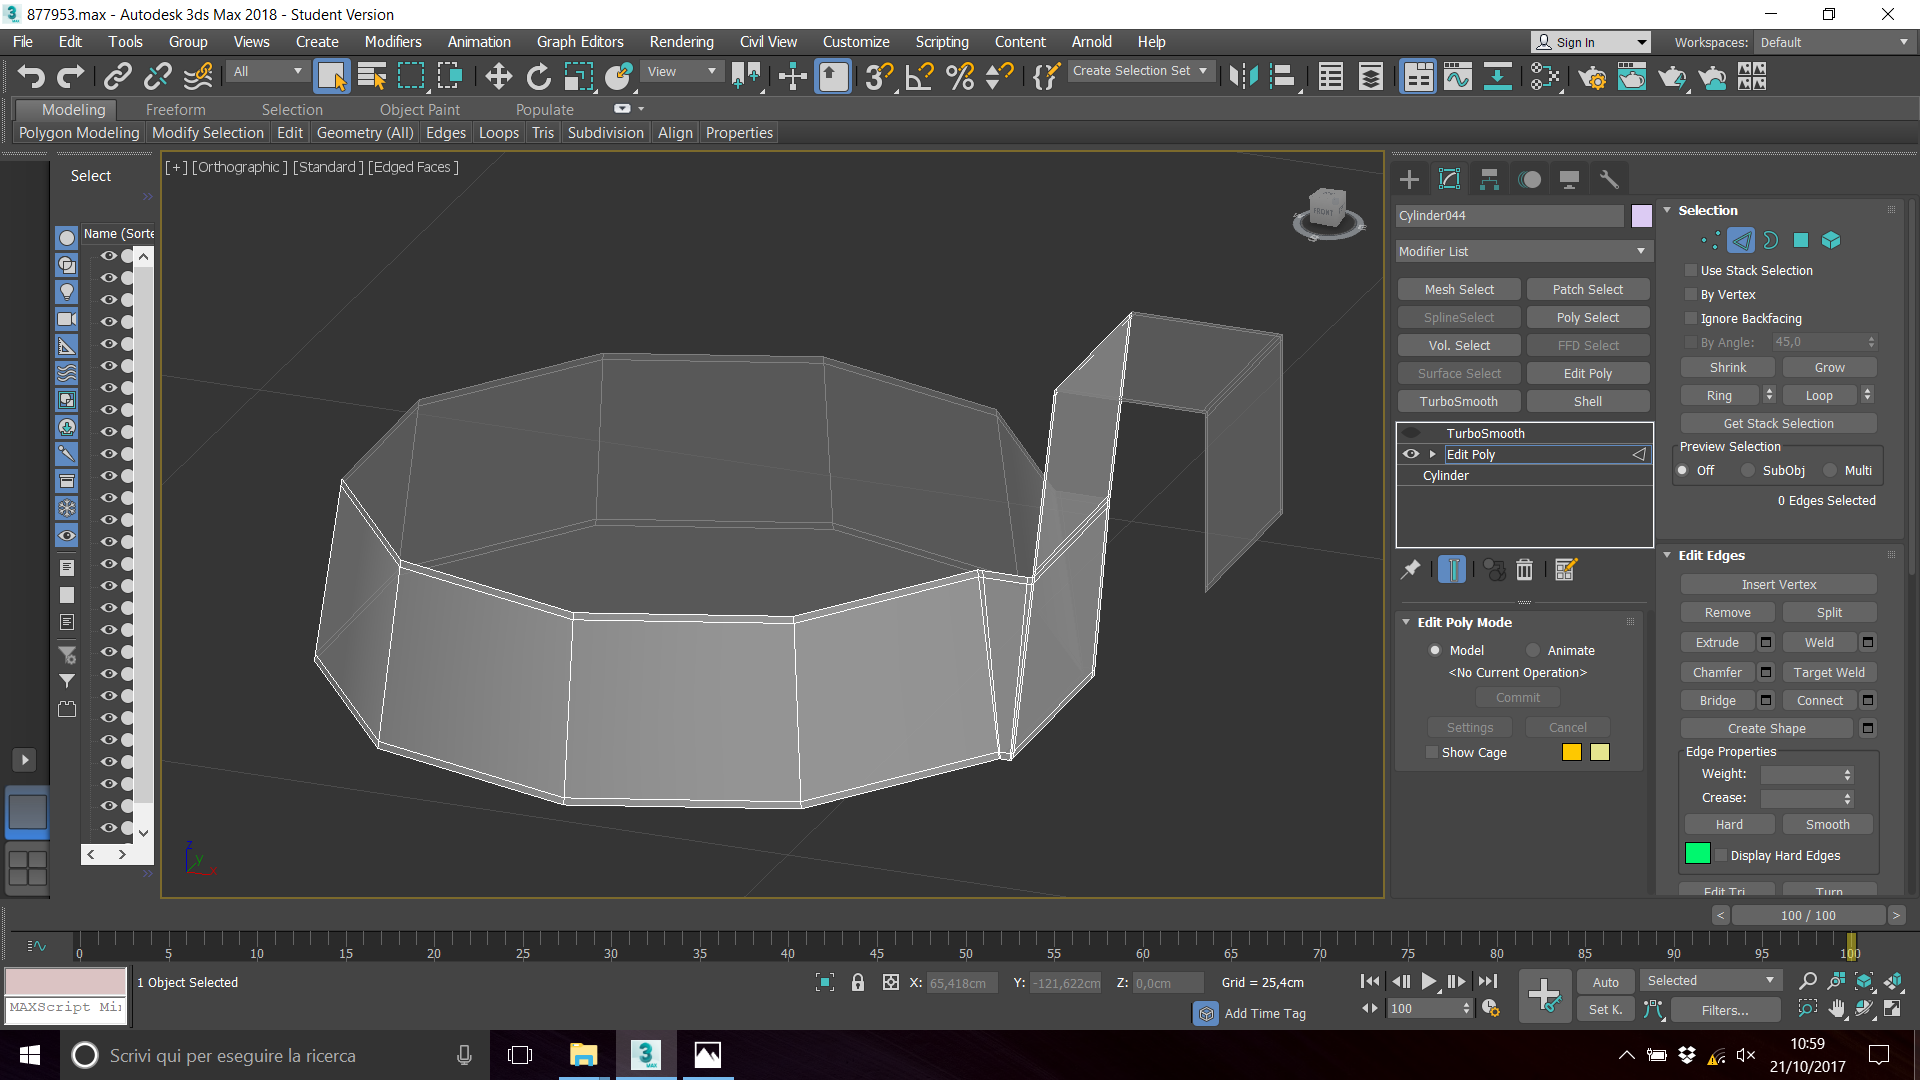 877953.max - Autodesk 3ds Max 2018 - Student Version
File Edit Tools Group Views Create Modifiers Animation Graph Editors Rendering Civil View Customize Scripting Content Arnold Help Sign In Workspaces: Default
All View Create Selection Set
Modeling Freeform Selection Object Paint Populate
Polygon Modeling Modify Selection Edit Geometry (All) Edges Loops Tris Subdivision Align Properties
[+] [Orthographic] [Standard] [Edged Faces]
Select
Name (Sorte
FRONT
Cylinder044
Modifier List
Mesh Select Patch Select
SplineSelect Poly Select
Vol. Select FFD Select
Surface Select Edit Poly
TurboSmooth Shell
TurboSmooth
Edit Poly
Cylinder
Edit Poly Mode
Model Animate
<No Current Operation>
Commit
Settings Cancel
Show Cage
Selection
Use Stack Selection
By Vertex
Ignore Backfacing
By Angle: 45,0
Shrink Grow
Ring Loop
Get Stack Selection
Preview Selection
Off SubObj Multi
0 Edges Selected
Edit Edges
Insert Vertex
Remove Split
Extrude Weld
Chamfer Target Weld
Bridge Connect
Create Shape
Edge Properties
Weight:
Crease:
Hard Smooth
Display Hard Edges
Edit Tri. Turn
z
y
x
< 100 / 100 >
0 5 10 15 20 25 30 35 40 45 50 55 60 65 70 75 80 85 90 95 100
1 Object Selected
X: 65,418cm Y: -121,622cm Z: 0,0cm Grid = 25,4cm
Auto Selected
MAXScript Mi
Add Time Tag
100
Set K. Filters...
Scrivi qui per eseguire la ricerca
3
MAX
10:59
21/10/2017